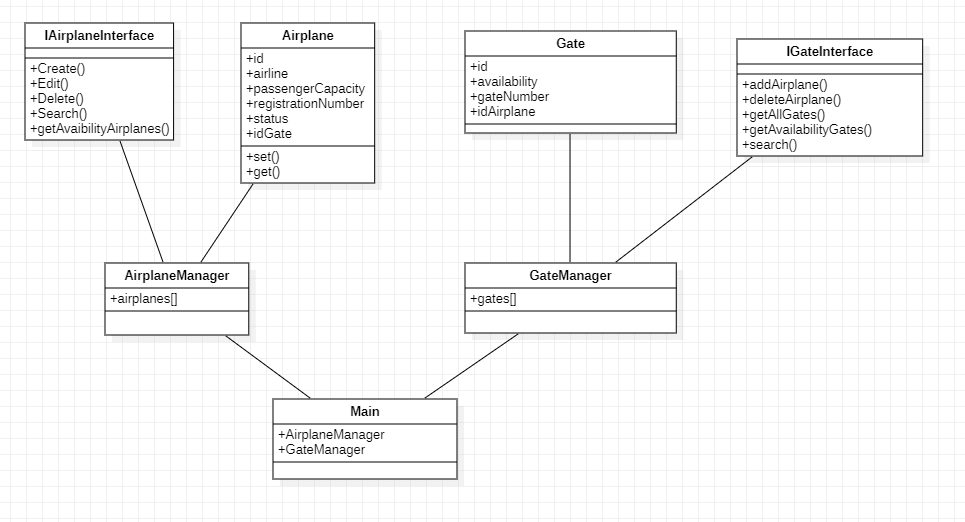 IAirplaneInterface
+Create()
+Edit()
+Delete()
+Search()
+getAvaibilityAirplanes()
Airplane
+id
+airline
+passengerCapacity
+registrationNumber
+status
+idGate
+set()
+get()
Gate
+id
+availability
+gateNumber
+idAirplane
IGateInterface
+addAirplane()
+deleteAirplane()
+getAllGates()
+getAvailabilityGates()
+search()
AirplaneManager
+airplanes[]
GateManager
+gates[]
Main
+AirplaneManager
+GateManager